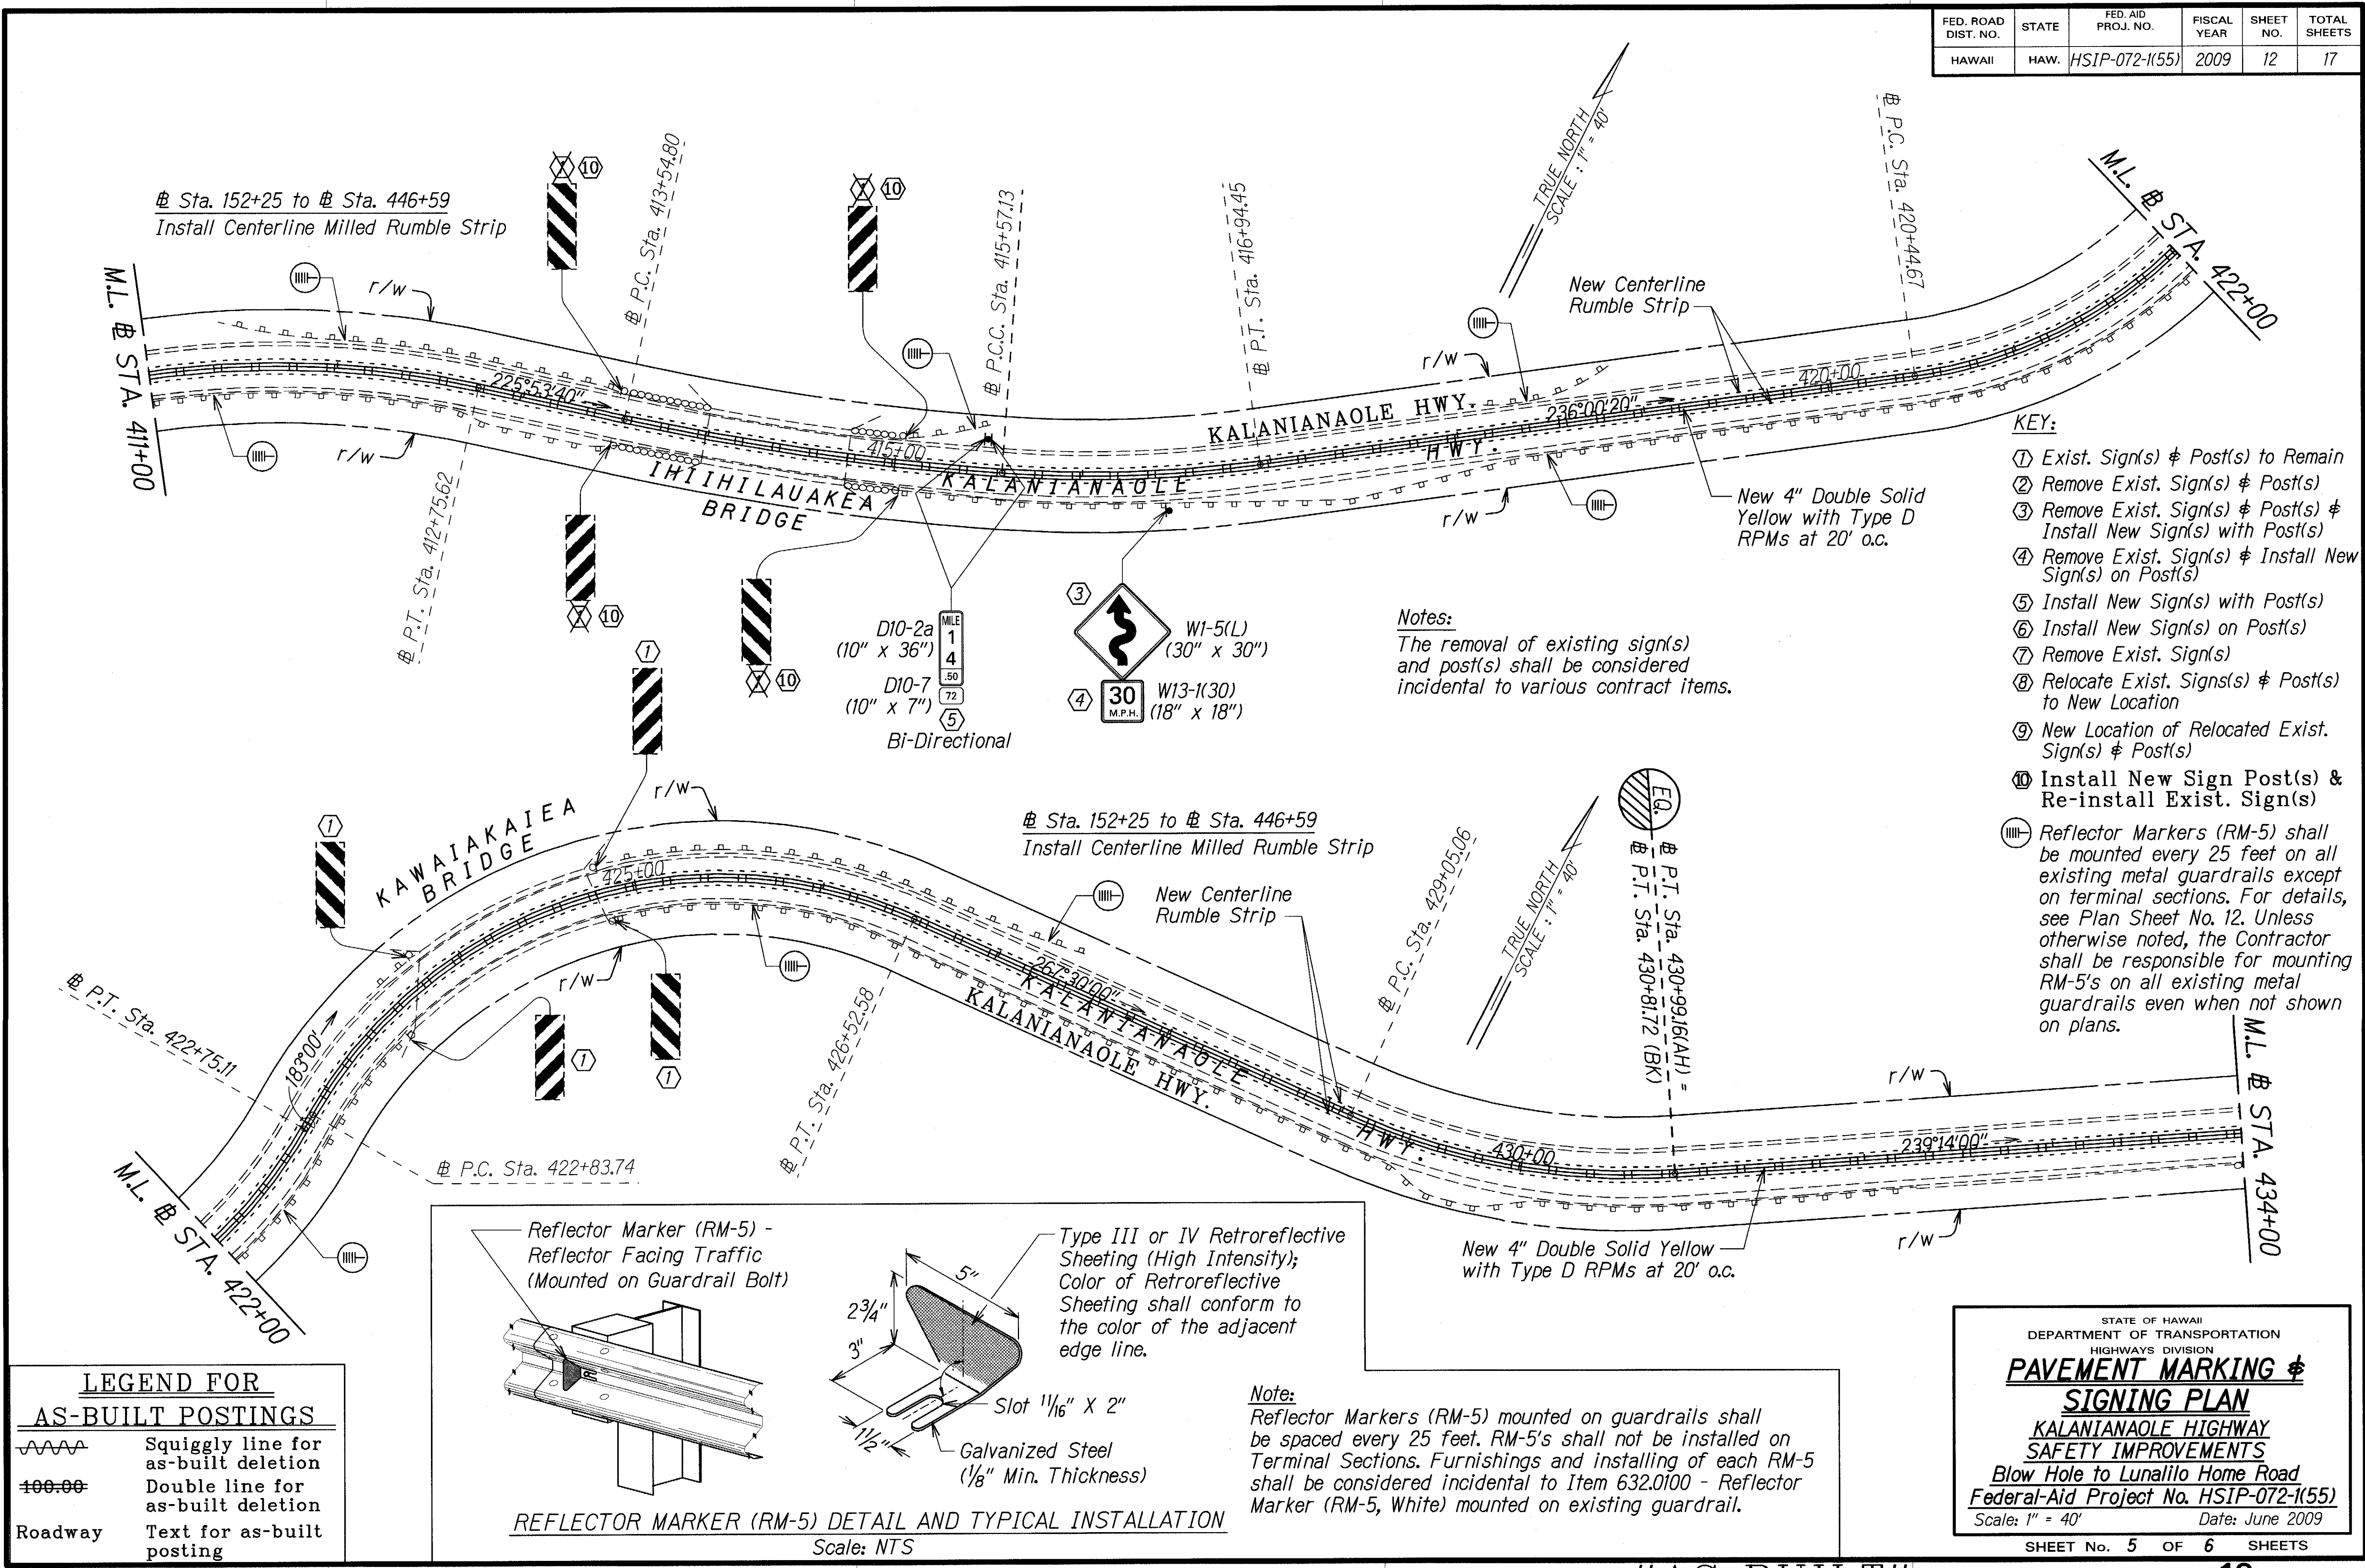 FED. ROAD DIST. NO.
STATE
FED. AID PROJ. NO.
FISCAL YEAR
SHEET NO.
TOTAL SHEETS
HAWAII
HAW.
HSIP-072-1(55)
2009
12
17
TRUE NORTH
SCALE : 1" = 40'
℄ Sta. 152+25 to ℄ Sta. 446+59
Install Centerline Milled Rumble Strip
1 10
1 10
℄ P.C. Sta. 413+54.80
℄ P.C.C. Sta. 415+57.13
℄ P.T. Sta. 416+94.45
℄ P.C. Sta. 420+44.67
M.L. ℄ STA. 422+00
M.L. ℄ STA. 411+00
r/w
r/w
r/w
r/w
New Centerline
Rumble Strip
225°53'40"
415+00
420+00
236°00'20"
KALANIANAOLE HWY.
KALANIANAOLE
HWY.
IHIIHILAUAKEA
BRIDGE
℄ P.T. Sta. 412+75.62
1 10
1 10
New 4" Double Solid
Yellow with Type D
RPMs at 20' o.c.
D10-2a
(10" x 36")
MILE
1
4
.50
D10-7
(10" x 7")
72
5
Bi-Directional
3
W1-5(L)
(30" x 30")
4
30
M.P.H.
W13-1(30)
(18" x 18")
Notes:
The removal of existing sign(s)
and post(s) shall be considered
incidental to various contract items.
KEY:
1 Exist. Sign(s) & Post(s) to Remain
2 Remove Exist. Sign(s) & Post(s)
3 Remove Exist. Sign(s) & Post(s) &
Install New Sign(s) with Post(s)
4 Remove Exist. Sign(s) & Install New
Sign(s) on Post(s)
5 Install New Sign(s) with Post(s)
6 Install New Sign(s) on Post(s)
7 Remove Exist. Sign(s)
8 Relocate Exist. Signs(s) & Post(s)
to New Location
9 New Location of Relocated Exist.
Sign(s) & Post(s)
10 Install New Sign Post(s) &
Re-install Exist. Sign(s)
Reflector Markers (RM-5) shall
be mounted every 25 feet on all
existing metal guardrails except
on terminal sections. For details,
see Plan Sheet No. 12. Unless
otherwise noted, the Contractor
shall be responsible for mounting
RM-5's on all existing metal
guardrails even when not shown
on plans.
1
1
1
1
KAWAIAKAIEA
BRIDGE
r/w
r/w
℄ Sta. 152+25 to ℄ Sta. 446+59
Install Centerline Milled Rumble Strip
New Centerline
Rumble Strip
425+00
℄ P.T. Sta. 422+75.11
183°00'
℄ P.C. Sta. 422+83.74
℄ P.T. Sta. 426+52.58
267°30'00"
KALANIANAOLE
HWY.
KALANIANAOLE HWY.
℄ P.C. Sta. 429+05.06
TRUE NORTH
SCALE : 1" = 40'
EQ.
℄ P.T. Sta. 430+99.16(AH) =
℄ P.T. Sta. 430+81.72 (BK)
430+00
239°14'00"
r/w
r/w
M.L. ℄ STA. 434+00
M.L. ℄ STA. 422+00
New 4" Double Solid Yellow
with Type D RPMs at 20' o.c.
Reflector Marker (RM-5) -
Reflector Facing Traffic
(Mounted on Guardrail Bolt)
5"
2¾"
3"
1½"
Type III or IV Retroreflective
Sheeting (High Intensity);
Color of Retroreflective
Sheeting shall conform to
the color of the adjacent
edge line.
Slot 11/16" X 2"
Galvanized Steel
(⅛" Min. Thickness)
REFLECTOR MARKER (RM-5) DETAIL AND TYPICAL INSTALLATION
Scale: NTS
Note:
Reflector Markers (RM-5) mounted on guardrails shall
be spaced every 25 feet. RM-5's shall not be installed on
Terminal Sections. Furnishings and installing of each RM-5
shall be considered incidental to Item 632.0100 - Reflector
Marker (RM-5, White) mounted on existing guardrail.
LEGEND FOR
AS-BUILT POSTINGS
Squiggly line for
as-built deletion
100.00 Double line for
as-built deletion
Roadway Text for as-built
posting
STATE OF HAWAII
DEPARTMENT OF TRANSPORTATION
HIGHWAYS DIVISION
PAVEMENT MARKING &
SIGNING PLAN
KALANIANAOLE HIGHWAY
SAFETY IMPROVEMENTS
Blow Hole to Lunalilo Home Road
Federal-Aid Project No. HSIP-072-1(55)
Scale: 1" = 40' Date: June 2009
SHEET No. 5 OF 6 SHEETS